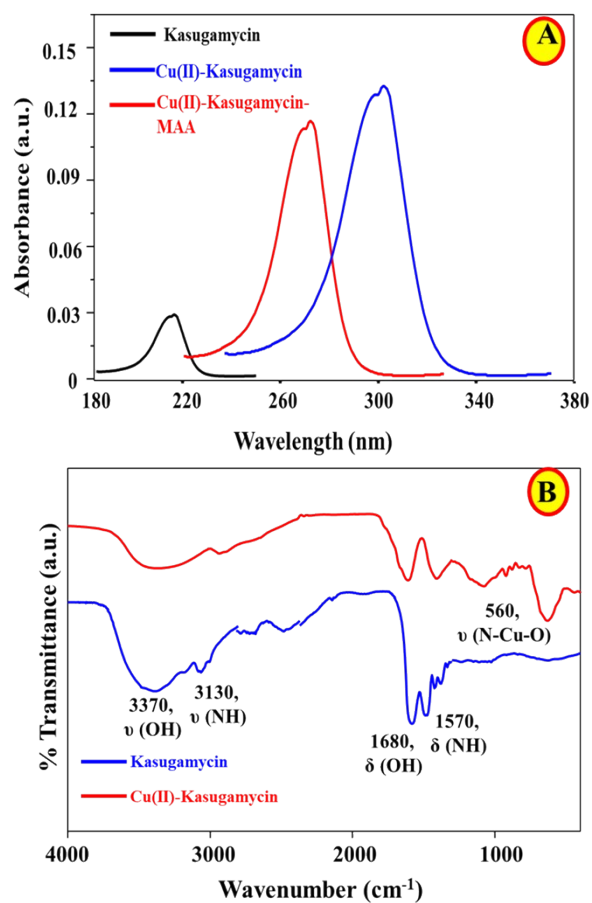 A
Kasugamycin
Cu(II)-Kasugamycin
Cu(II)-Kasugamycin-
MAA
0.15
0.12
0.09
0.06
0.03
0
Absorbance (a.u.)
180 220 260 300 340 380
Wavelength (nm)
B
560,
υ (N-Cu-O)
3370,
υ (OH)
3130,
υ (NH)
1680,
δ (OH)
1570,
δ (NH)
Kasugamycin
Cu(II)-Kasugamycin
% Transmittance (a.u.)
4000 3000 2000 1000
Wavenumber (cm⁻¹)